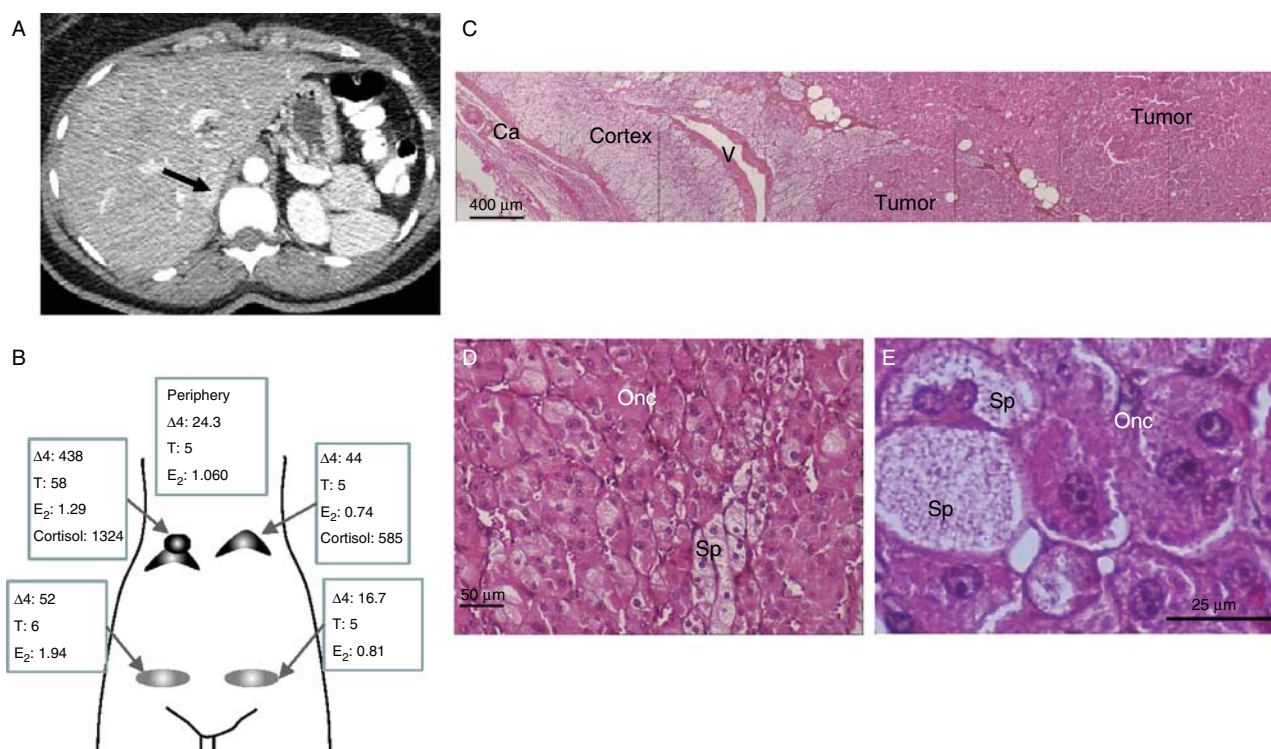 A
B
Periphery
Δ4: 24.3
T: 5
E₂: 1.060
Δ4: 438
T: 58
E₂: 1.29
Cortisol: 1324
Δ4: 44
T: 5
E₂: 0.74
Cortisol: 585
Δ4: 52
T: 6
E₂: 1.94
Δ4: 16.7
T: 5
E₂: 0.81
C
Ca
Cortex
V
Tumor
Tumor
400 μm
D
Onc
Sp
50 μm
E
Sp
Onc
Sp
25 μm